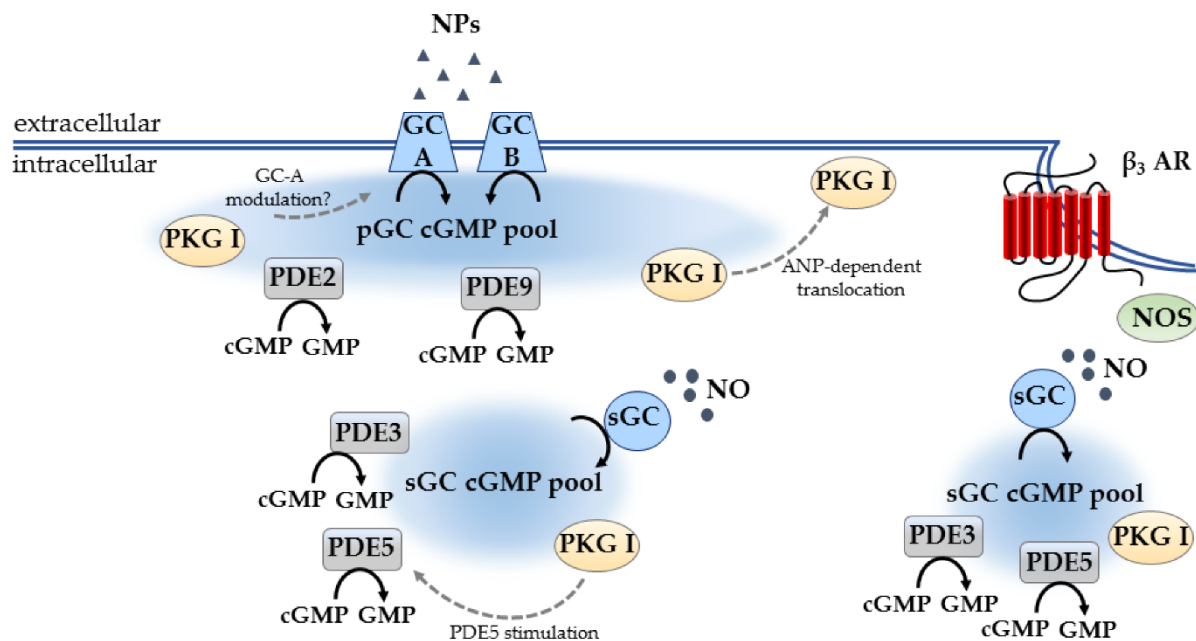 NPs
extracellular
intracellular
GC
A
GC
B
β₃ AR
GC-A
modulation?
PKG I
pGC cGMP pool
PKG I
PKG I
ANP-dependent
translocation
NOS
PDE2
cGMP GMP
PDE9
cGMP GMP
NO
sGC
PDE3
cGMP GMP
sGC cGMP pool
PKG I
PDE5
cGMP GMP
PDE5 stimulation
NO
sGC
sGC cGMP pool
PKG I
PDE3
cGMP GMP
PDE5
cGMP GMP